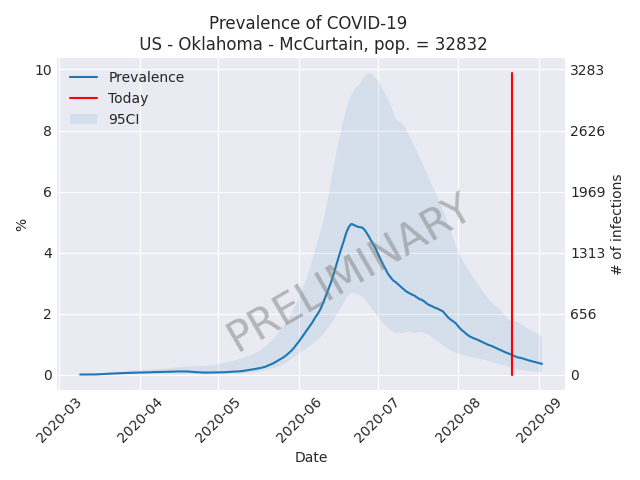 Prevalence of COVID-19
US - Oklahoma - McCurtain, pop. = 32832
Prevalence
Today
95CI
PRELIMINARY
%
10
8
6
4
2
0
3283
2626
1969
1313
656
0
# of infections
2020-03
2020-04
2020-05
2020-06
2020-07
2020-08
2020-09
Date